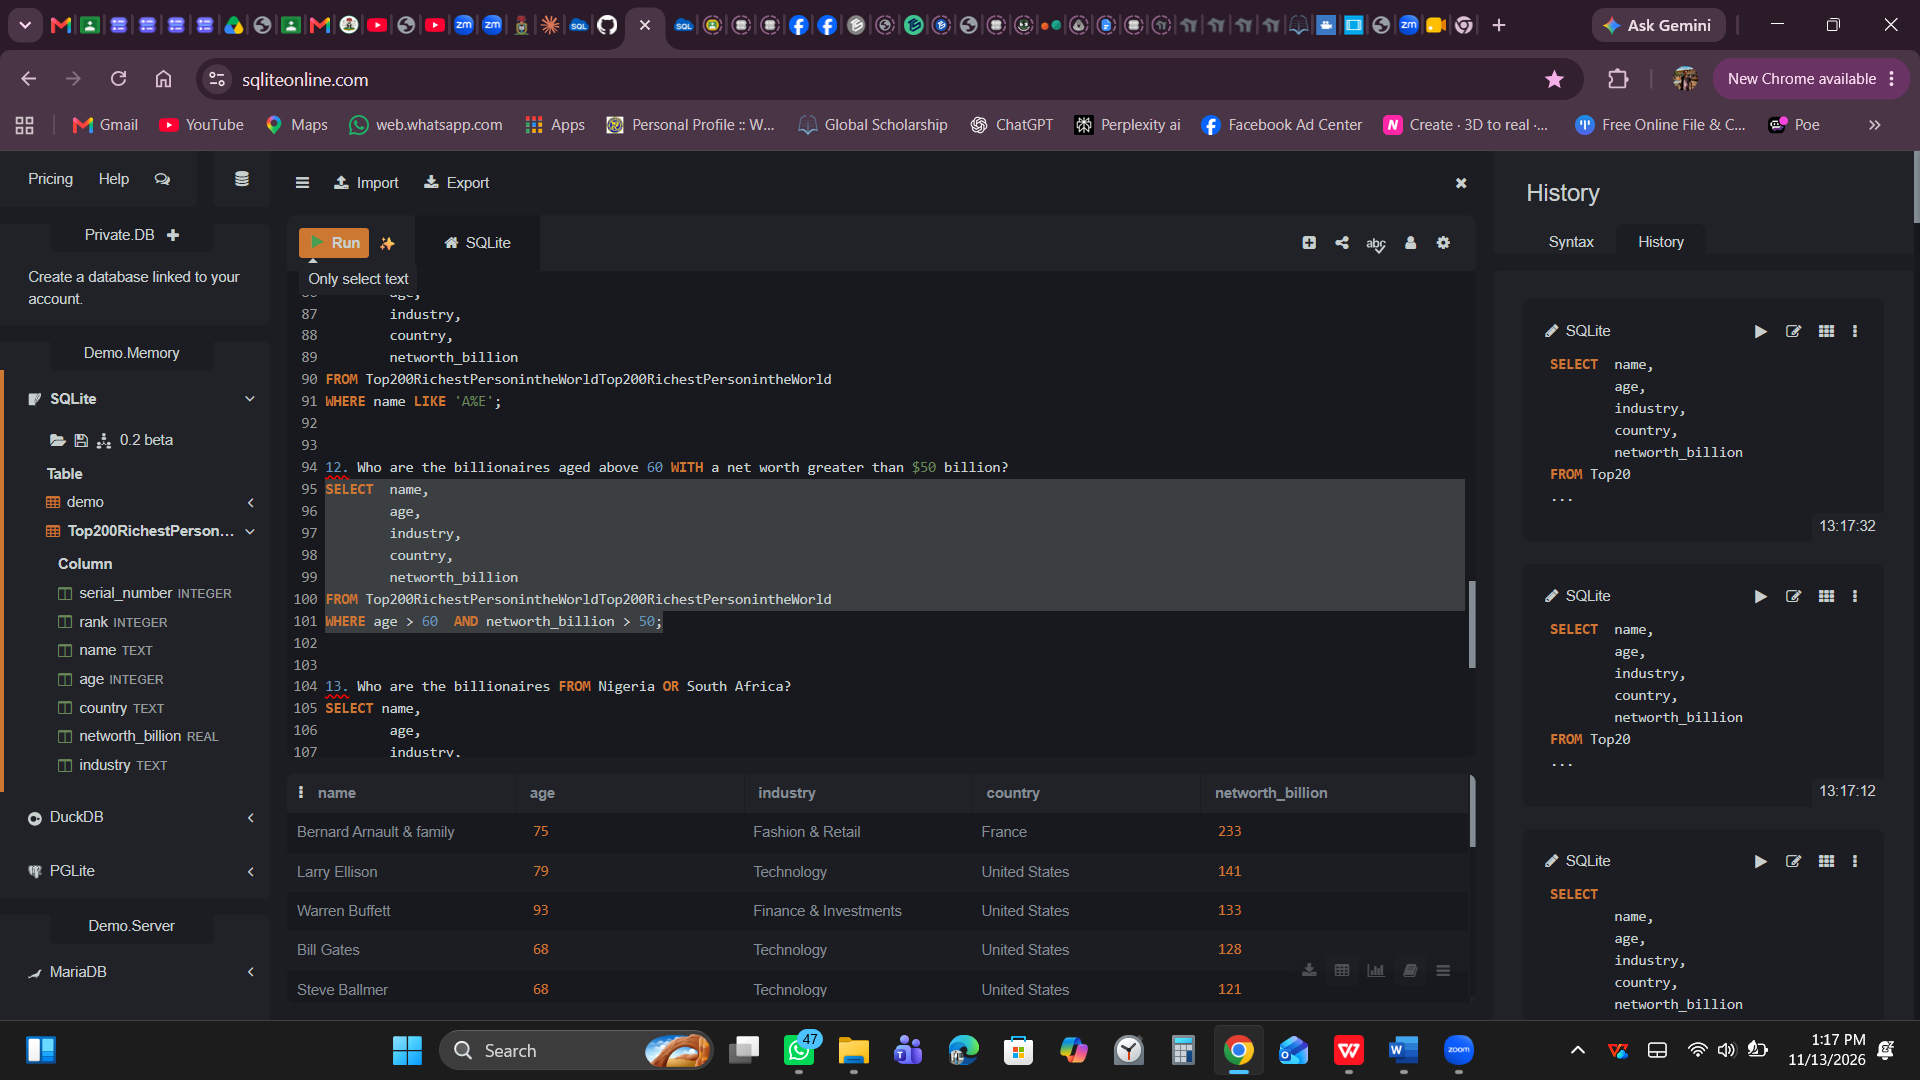 Ask Gemini
sqliteonline.com
New Chrome available
Gmail
YouTube
Maps
web.whatsapp.com
Apps
Personal Profile :: W...
Global Scholarship
ChatGPT
Perplexity ai
Facebook Ad Center
Create · 3D to real ·...
Free Online File & C...
Poe
Pricing
Help
Import
Export
Private.DB
Create a database linked to your
account.
Demo.Memory
SQLite
0.2 beta
Table
demo
Top200RichestPerson...
Column
serial_number INTEGER
rank INTEGER
name TEXT
age INTEGER
country TEXT
networth_billion REAL
industry TEXT
DuckDB
PGLite
Demo.Server
MariaDB
Run
SQLite
abc
Only select text
86 age,
87 industry,
88 country,
89 networth_billion
90 FROM Top200RichestPersonintheWorldTop200RichestPersonintheWorld
91 WHERE name LIKE 'A%E';
92
93
94 12. Who are the billionaires aged above 60 WITH a net worth greater than $50 billion?
95 SELECT name,
96 age,
97 industry,
98 country,
99 networth_billion
100 FROM Top200RichestPersonintheWorldTop200RichestPersonintheWorld
101 WHERE age > 60 AND networth_billion > 50;
102
103
104 13. Who are the billionaires FROM Nigeria OR South Africa?
105 SELECT name,
106 age,
107 industry,
name age industry country networth_billion
Bernard Arnault & family 75 Fashion & Retail France 233
Larry Ellison 79 Technology United States 141
Warren Buffett 93 Finance & Investments United States 133
Bill Gates 68 Technology United States 128
Steve Ballmer 68 Technology United States 121
History
Syntax
History
SQLite
SELECT name,
age,
industry,
country,
networth_billion
FROM Top20
...
13:17:32
SQLite
SELECT name,
age,
industry,
country,
networth_billion
FROM Top20
...
13:17:12
SQLite
SELECT
name,
age,
industry,
country,
networth_billion
Search
47
zoom
1:17 PM
11/13/2026